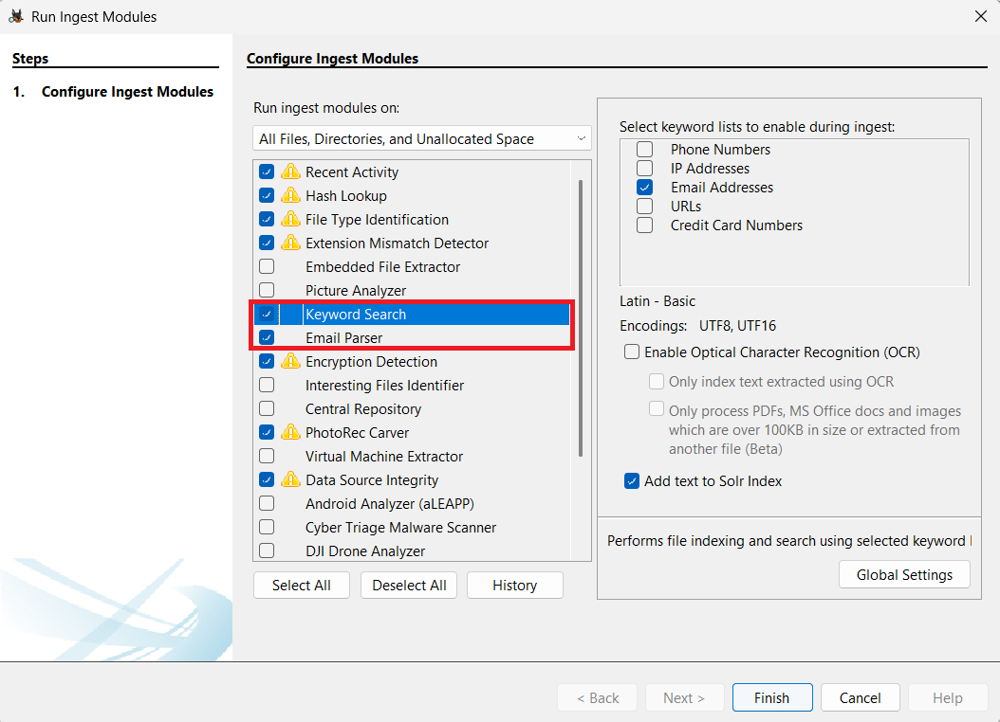 Run Ingest Modules
Steps
1. Configure Ingest Modules
Configure Ingest Modules
Run ingest modules on:
All Files, Directories, and Unallocated Space
Recent Activity
Hash Lookup
File Type Identification
Extension Mismatch Detector
Embedded File Extractor
Picture Analyzer
Keyword Search
Email Parser
Encryption Detection
Interesting Files Identifier
Central Repository
PhotoRec Carver
Virtual Machine Extractor
Data Source Integrity
Android Analyzer (aLEAPP)
Cyber Triage Malware Scanner
DJI Drone Analyzer
Select All
Deselect All
History
Select keyword lists to enable during ingest:
Phone Numbers
IP Addresses
Email Addresses
URLs
Credit Card Numbers
Latin - Basic
Encodings: UTF8, UTF16
Enable Optical Character Recognition (OCR)
Only index text extracted using OCR
Only process PDFs, MS Office docs and images
which are over 100KB in size or extracted from
another file (Beta)
Add text to Solr Index
Performs file indexing and search using selected keyword
Global Settings
< Back
Next >
Finish
Cancel
Help